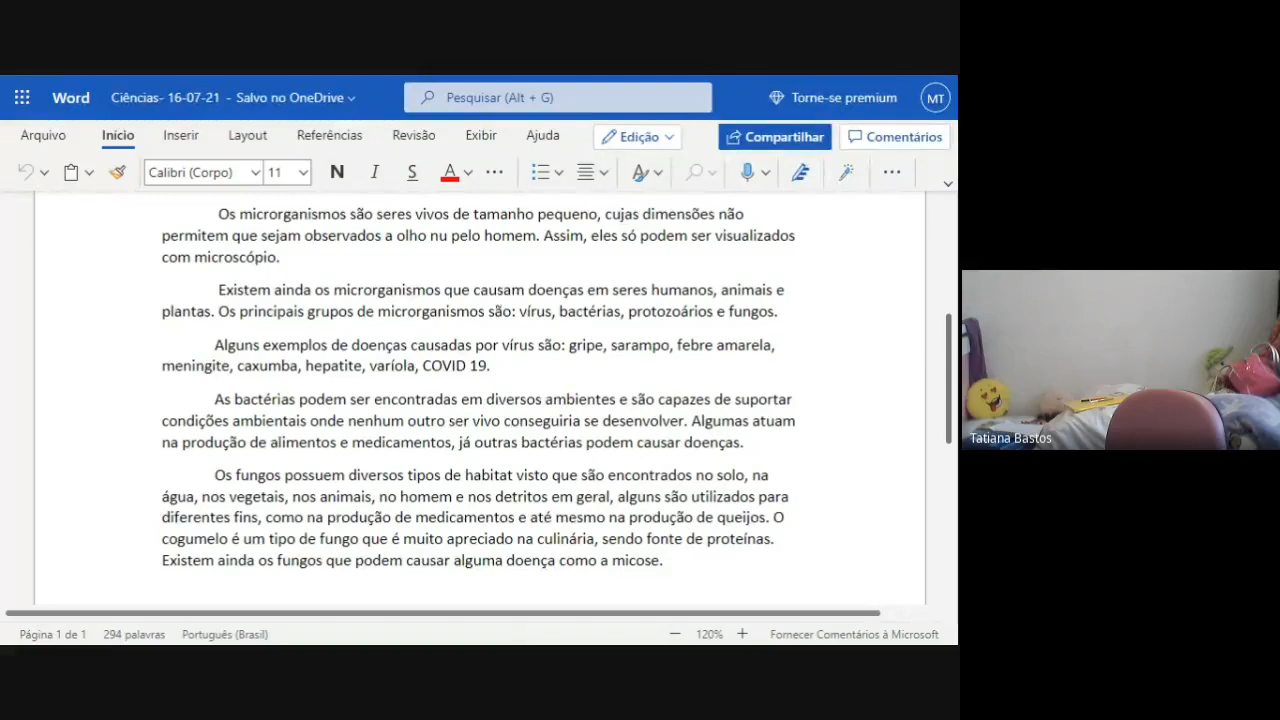 Word Ciências- 16-07-21 - Salvo no OneDrive Pesquisar (Alt + G) Torne-se premium MT
Arquivo Início Inserir Layout Referências Revisão Exibir Ajuda Edição Compartilhar Comentários
Calibri (Corpo) 11 N I S A
Os microrganismos são seres vivos de tamanho pequeno, cujas dimensões não
permitem que sejam observados a olho nu pelo homem. Assim, eles só podem ser visualizados
com microscópio.
Existem ainda os microrganismos que causam doenças em seres humanos, animais e
plantas. Os principais grupos de microrganismos são: vírus, bactérias, protozoários e fungos.
Alguns exemplos de doenças causadas por vírus são: gripe, sarampo, febre amarela,
meningite, caxumba, hepatite, varíola, COVID 19.
As bactérias podem ser encontradas em diversos ambientes e são capazes de suportar
condições ambientais onde nenhum outro ser vivo conseguiria se desenvolver. Algumas atuam
na produção de alimentos e medicamentos, já outras bactérias podem causar doenças.
Os fungos possuem diversos tipos de habitat visto que são encontrados no solo, na
água, nos vegetais, nos animais, no homem e nos detritos em geral, alguns são utilizados para
diferentes fins, como na produção de medicamentos e até mesmo na produção de queijos. O
cogumelo é um tipo de fungo que é muito apreciado na culinária, sendo fonte de proteínas.
Existem ainda os fungos que podem causar alguma doença como a micose.
Página 1 de 1 294 palavras Português (Brasil) 120% Fornecer Comentários à Microsoft
Tatiana Bastos